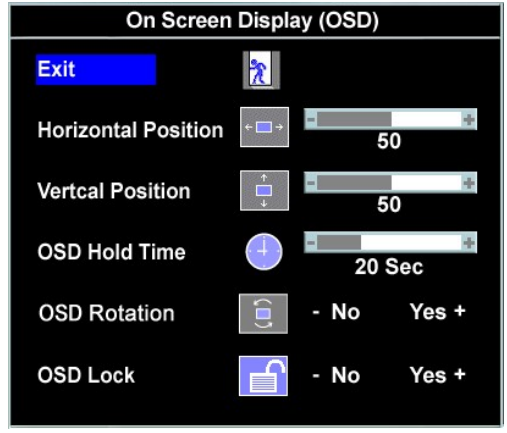 On Screen Display (OSD)
Exit
Horizontal Position - +
50
Vertcal Position - +
50
OSD Hold Time - +
20 Sec
OSD Rotation - No Yes +
OSD Lock - No Yes +